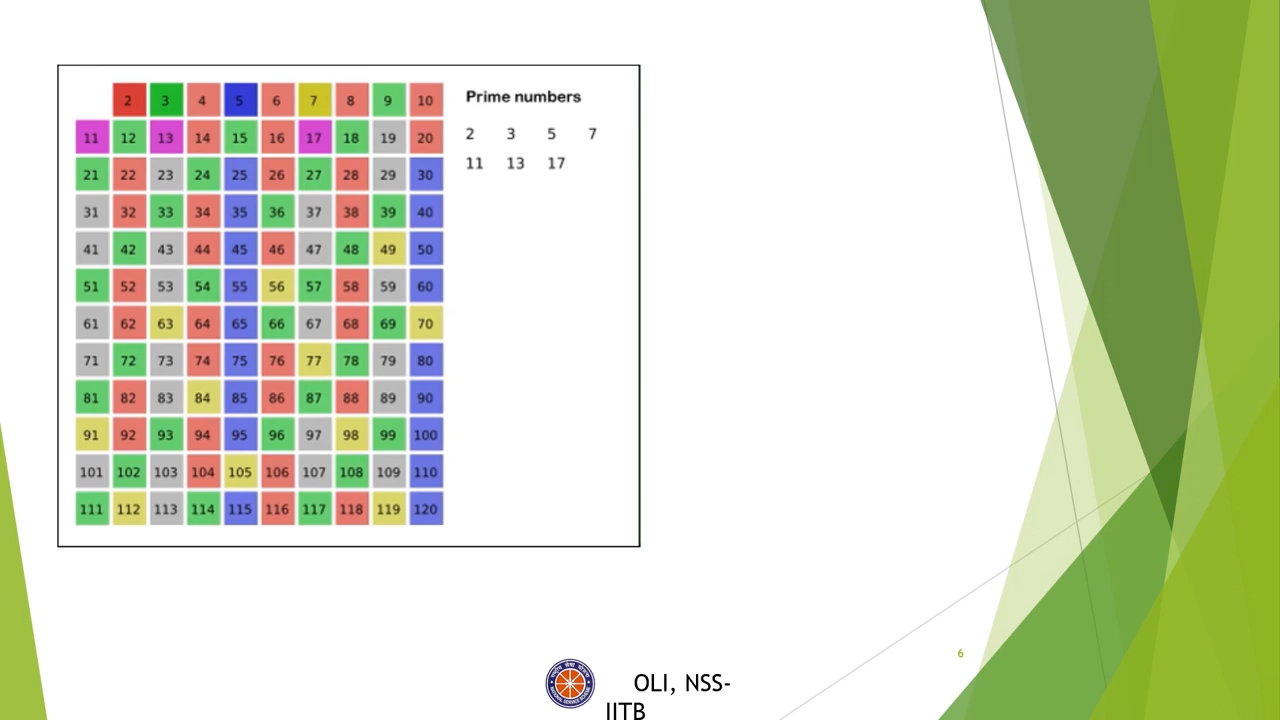 2 3 4 5 6 7 8 9 10
11 12 13 14 15 16 17 18 19 20
21 22 23 24 25 26 27 28 29 30
31 32 33 34 35 36 37 38 39 40
41 42 43 44 45 46 47 48 49 50
51 52 53 54 55 56 57 58 59 60
61 62 63 64 65 66 67 68 69 70
71 72 73 74 75 76 77 78 79 80
81 82 83 84 85 86 87 88 89 90
91 92 93 94 95 96 97 98 99 100
101 102 103 104 105 106 107 108 109 110
111 112 113 114 115 116 117 118 119 120
Prime numbers
2 3 5 7
11 13 17
6
OLI, NSS-
IITB